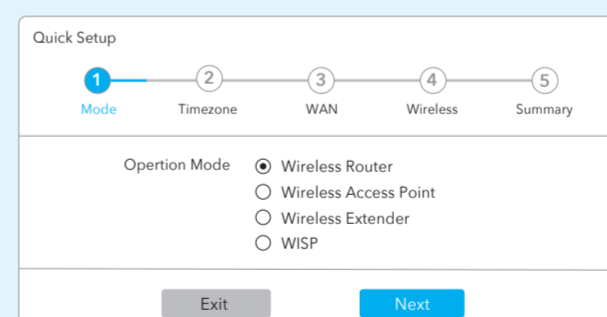 Quick Setup
1 2 3 4 5
Mode Timezone WAN Wireless Summary
Opertion Mode Wireless Router
Wireless Access Point
Wireless Extender
WISP
Exit Next